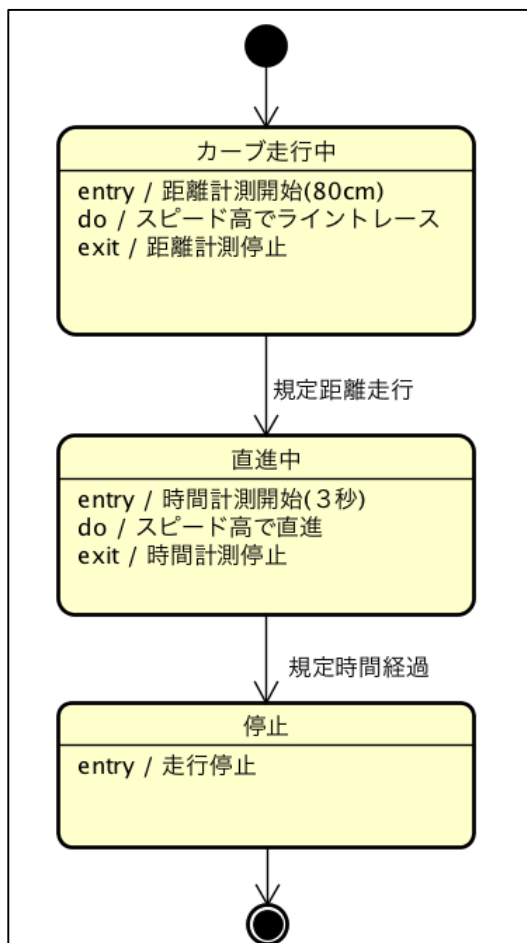 カーブ走行中
entry / 距離計測開始(80cm)
do / スピード高でライントレース
exit / 距離計測停止
規定距離走行
直進中
entry / 時間計測開始(３秒)
do / スピード高で直進
exit / 時間計測停止
規定時間経過
停止
entry / 走行停止